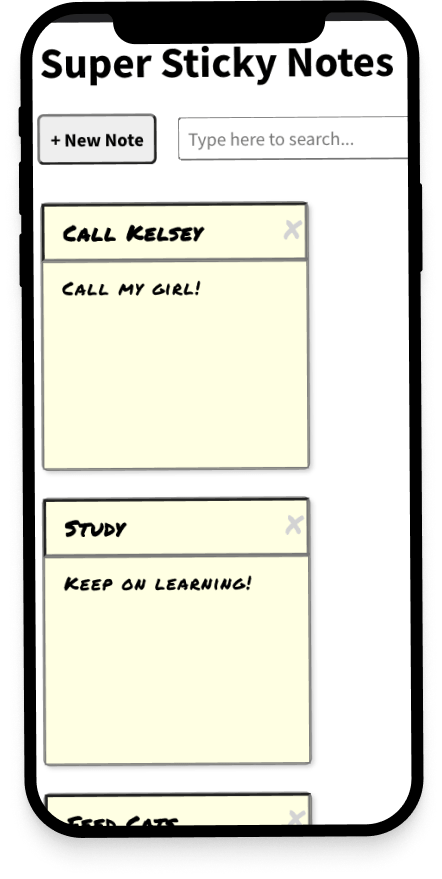 Super Sticky Notes
+ New Note
Type here to search...
Call Kelsey
Call my girl!
Study
Keep on learning!
Feed Cats